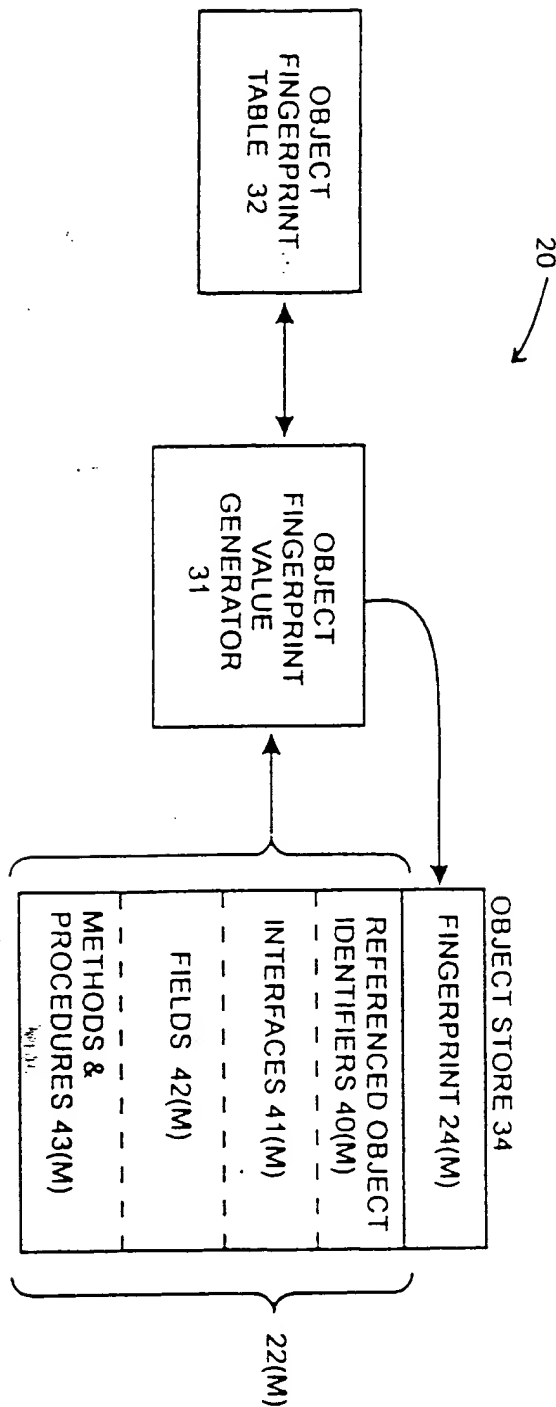 20
OBJECT
FINGERPRINT
TABLE 32
OBJECT
FINGERPRINT
VALUE
GENERATOR
31
OBJECT STORE 34
FINGERPRINT 24(M)
REFERENCED OBJECT
IDENTIFIERS 40(M)
INTERFACES 41(M)
FIELDS 42(M)
METHODS &
PROCEDURES 43(M)
22(M)